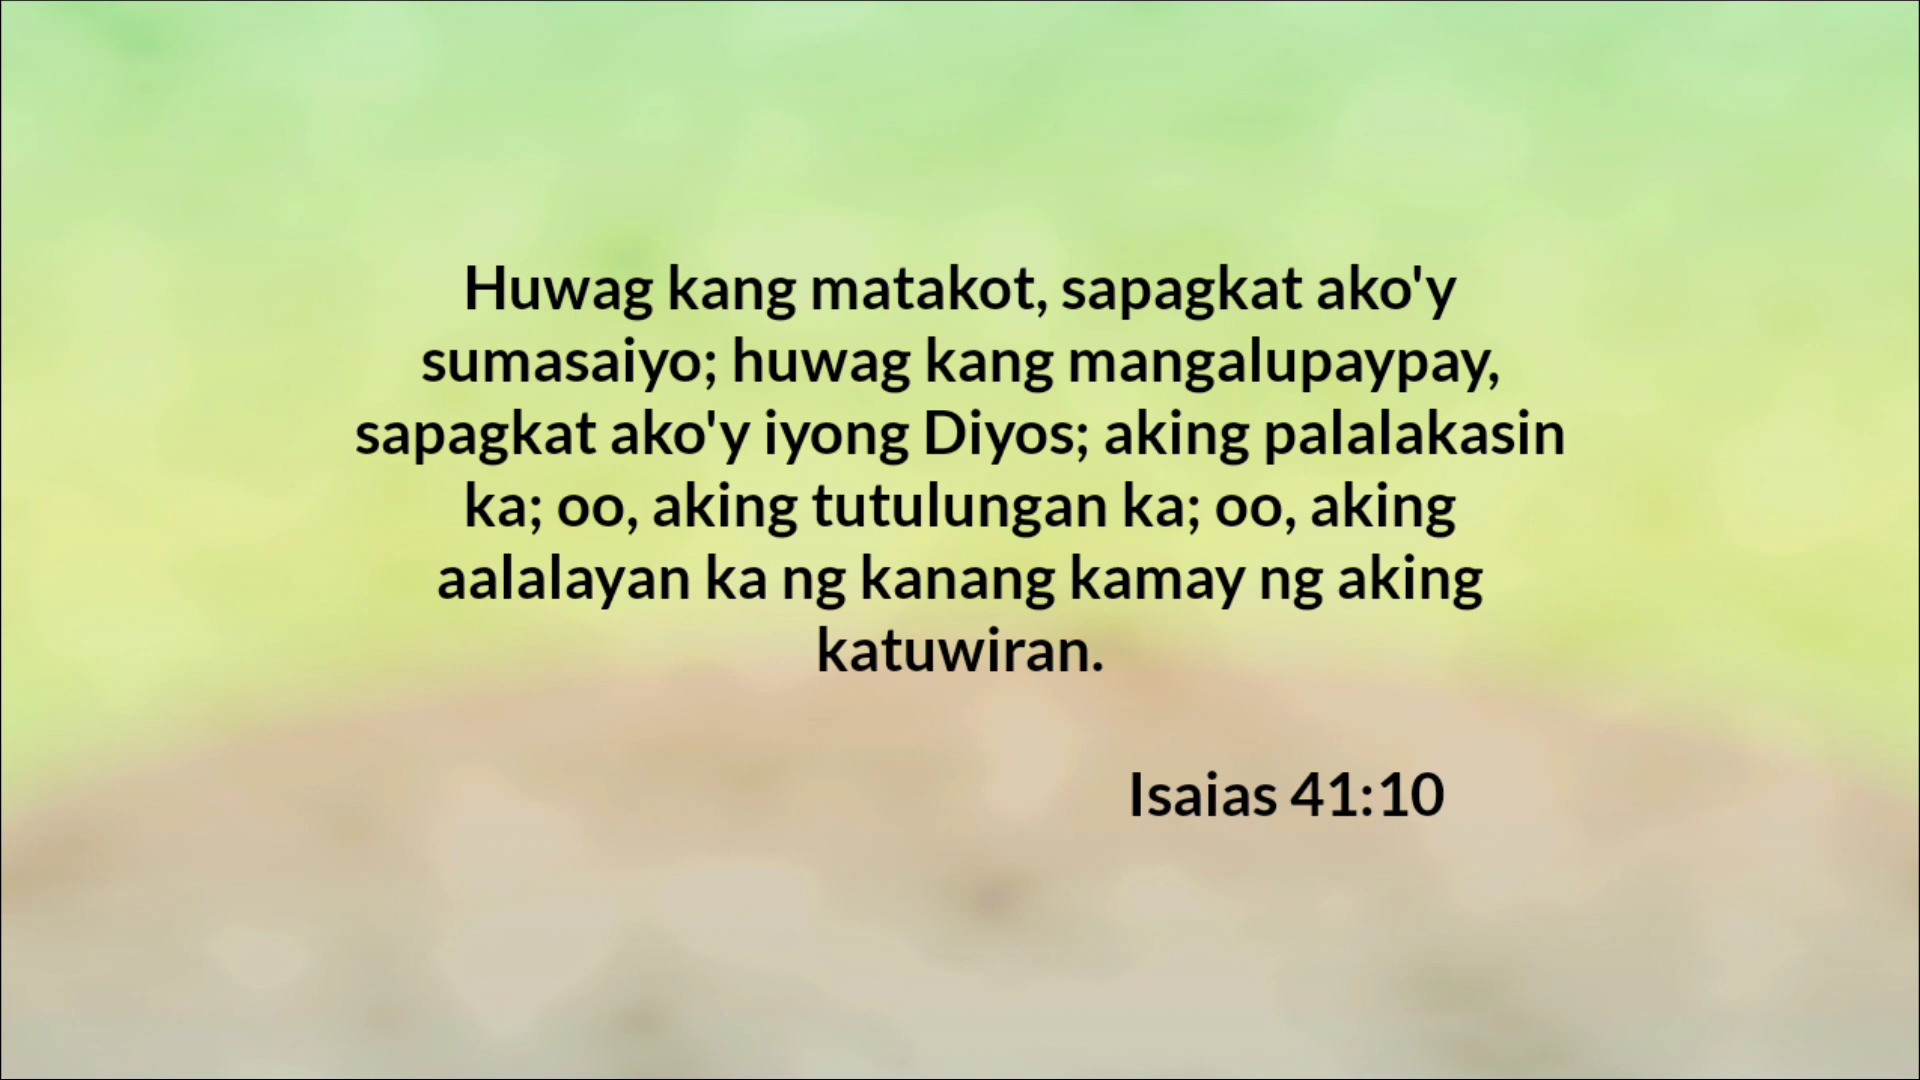 Huwag kang matakot, sapagkat ako'y
sumasaiyo; huwag kang mangalupaypay,
sapagkat ako'y iyong Diyos; aking palalakasin
ka; oo, aking tutulungan ka; oo, aking
aalalayan ka ng kanang kamay ng aking
katuwiran.
Isaias 41:10